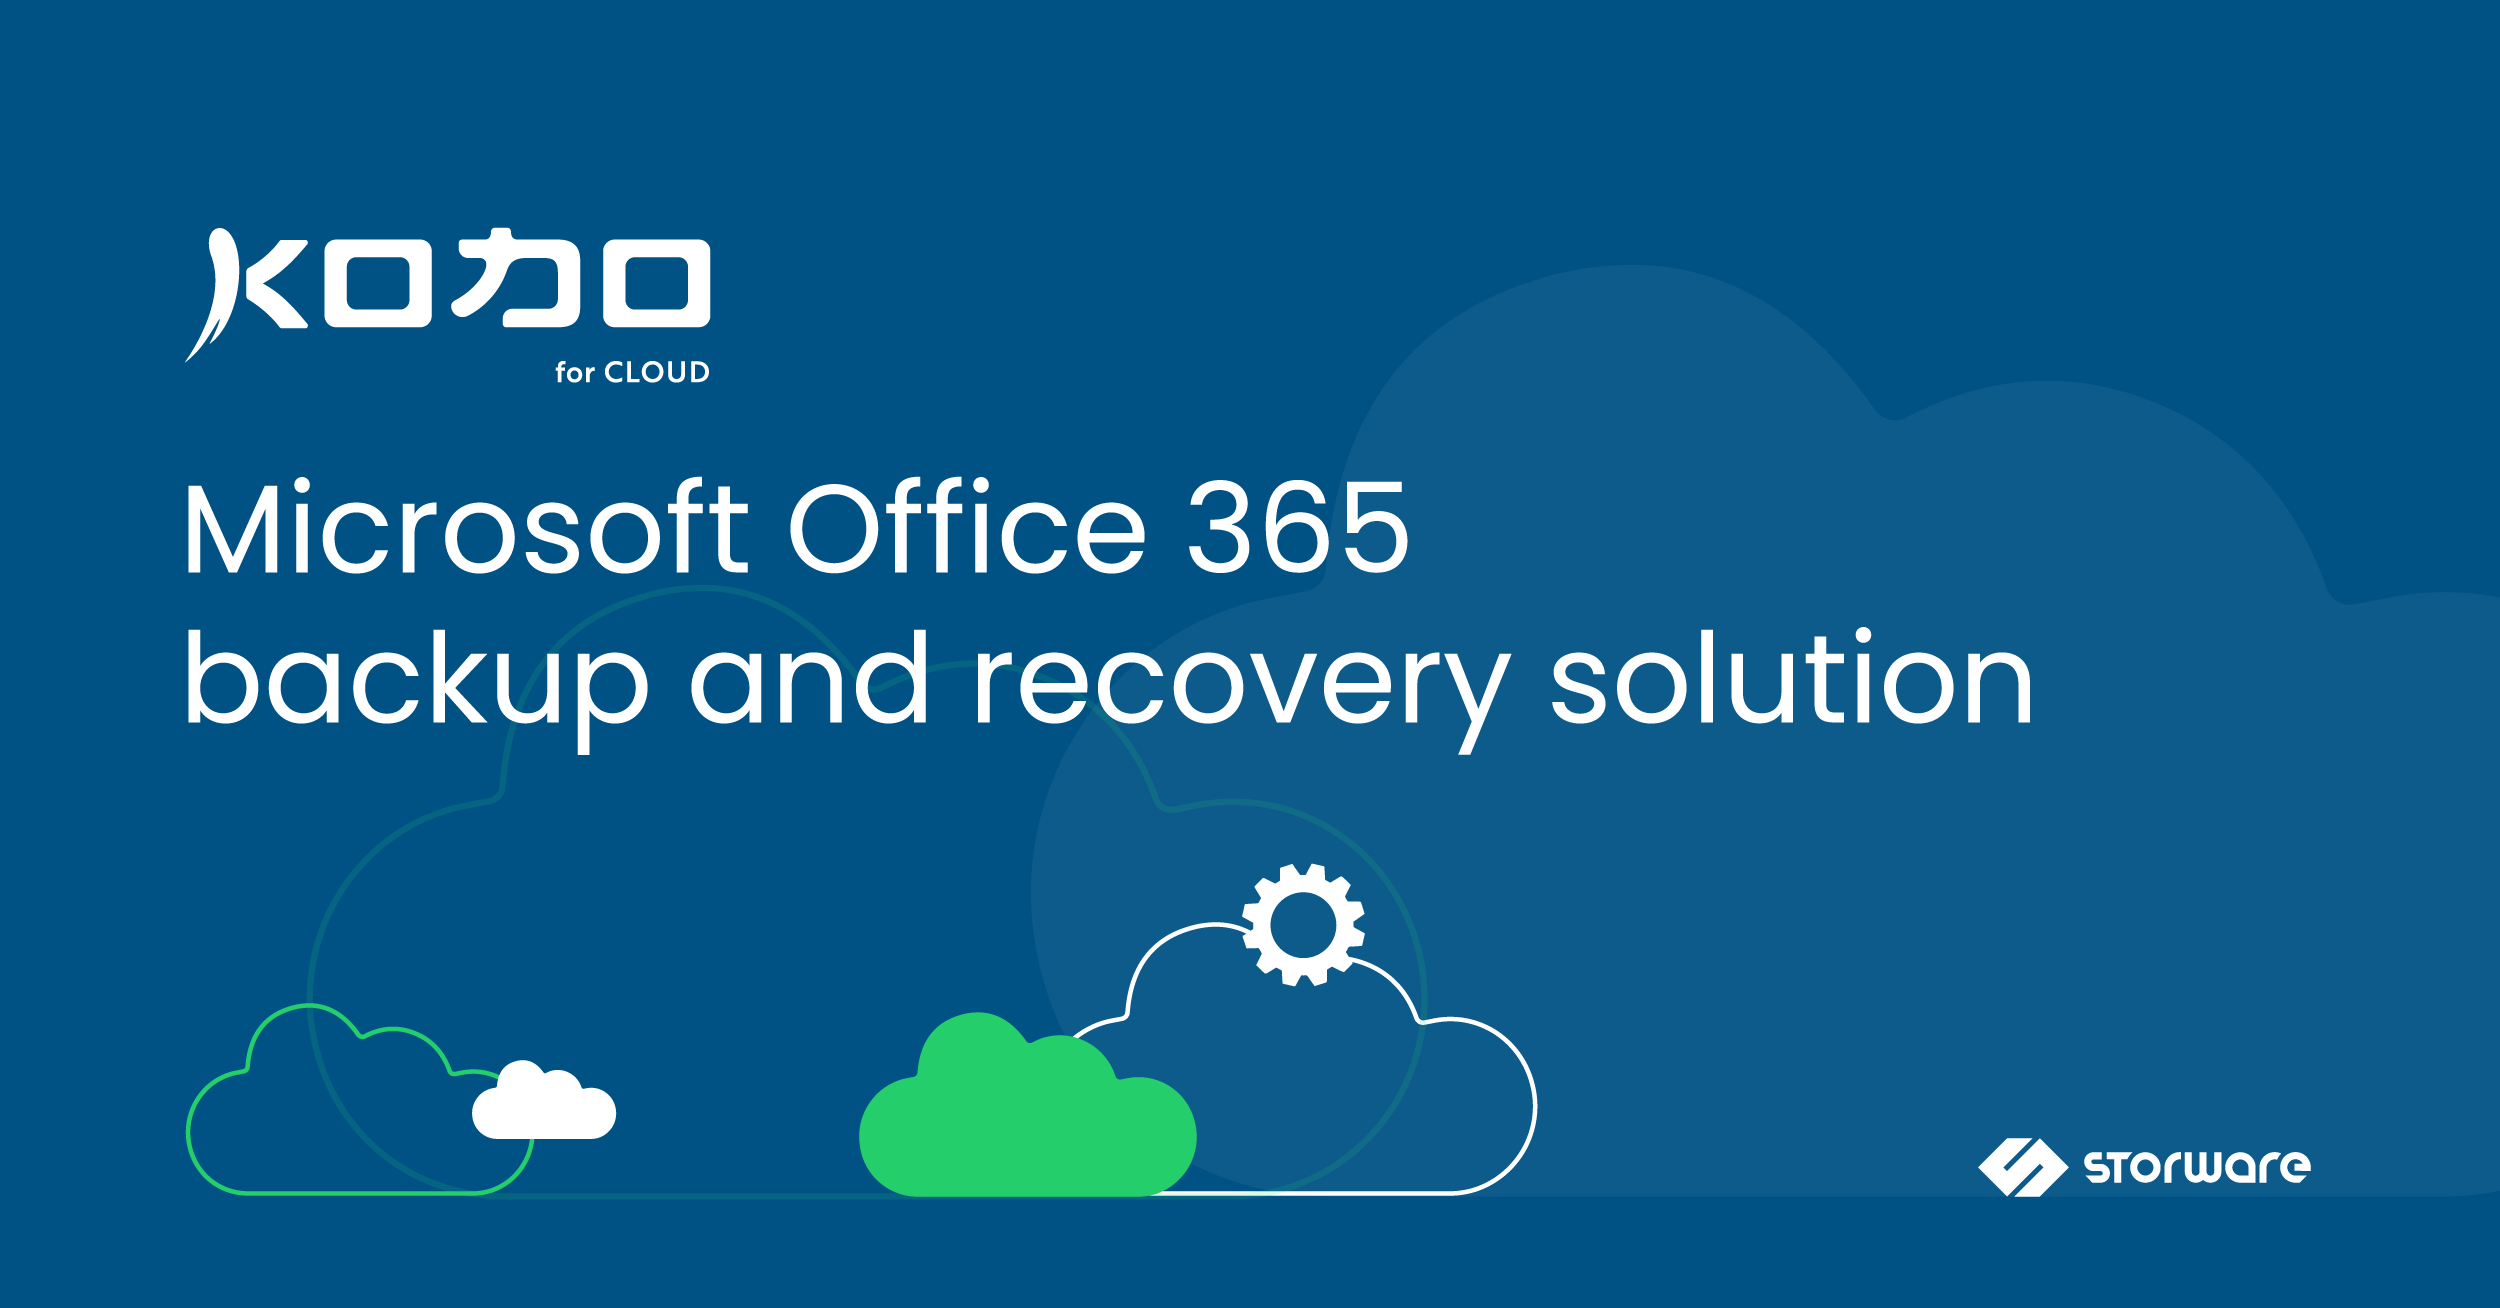 KODO
for CLOUD
Microsoft Office 365
backup and recovery solution
storware